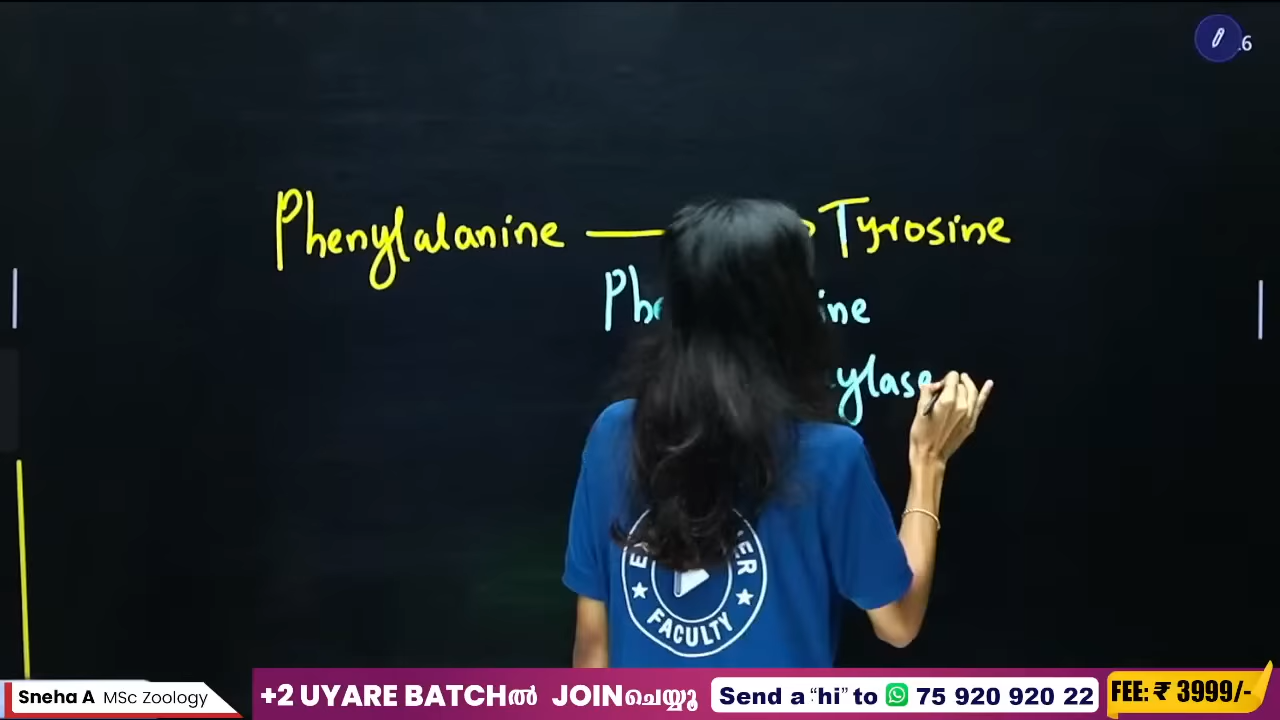 .6
Phenylalanine Tyrosine
Ph ine
ylase
FACULTY
Sneha A MSc Zoology
+2 UYARE BATCHൽ JOINചെയ്യൂ
Send a “hi” to 75 920 920 22
FEE: ₹ 3999/-